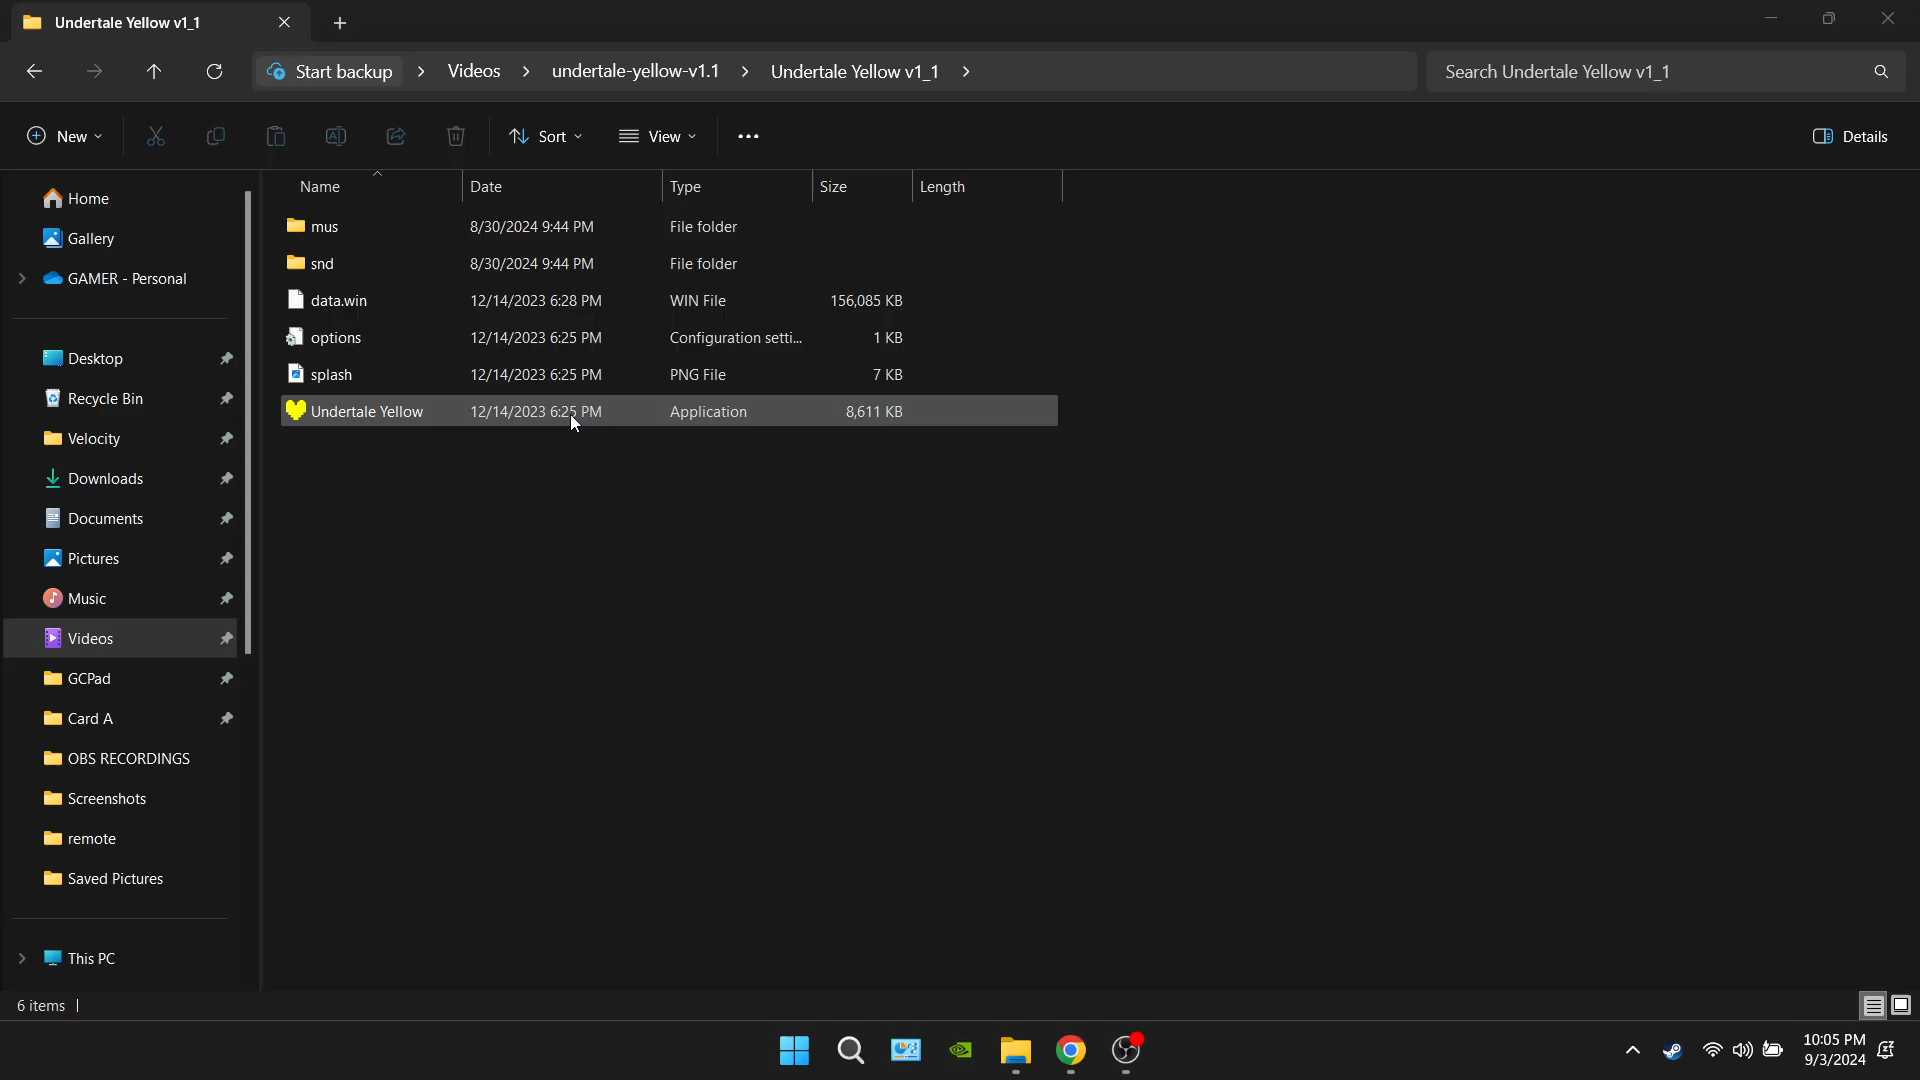 Undertale Yellow v1_1
Start backup > Videos > undertale-yellow-v1.1 > Undertale Yellow v1_1 >
Search Undertale Yellow v1_1
New
Sort
View
Details
Name Date Type Size Length
mus 8/30/2024 9:44 PM File folder
snd 8/30/2024 9:44 PM File folder
data.win 12/14/2023 6:28 PM WIN File 156,085 KB
options 12/14/2023 6:25 PM Configuration setti... 1 KB
splash 12/14/2023 6:25 PM PNG File 7 KB
Undertale Yellow 12/14/2023 6:25 PM Application 8,611 KB
Home
Gallery
GAMER - Personal
Desktop
Recycle Bin
Velocity
Downloads
Documents
Pictures
Music
Videos
GCPad
Card A
OBS RECORDINGS
Screenshots
remote
Saved Pictures
This PC
6 items
10:05 PM
9/3/2024